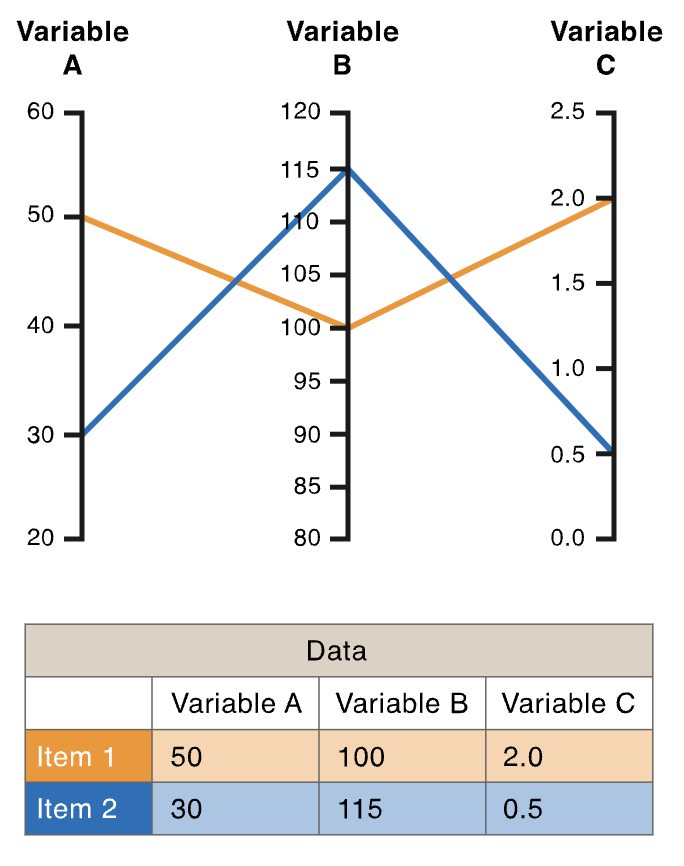 Variable Variable Variable
A B C
60 120 2.5
115
50 110 2.0
105 1.5
40 100
95 1.0
30 90 0.5
85
20 80 0.0
Data
Variable A Variable B Variable C
Item 1 50 100 2.0
Item 2 30 115 0.5